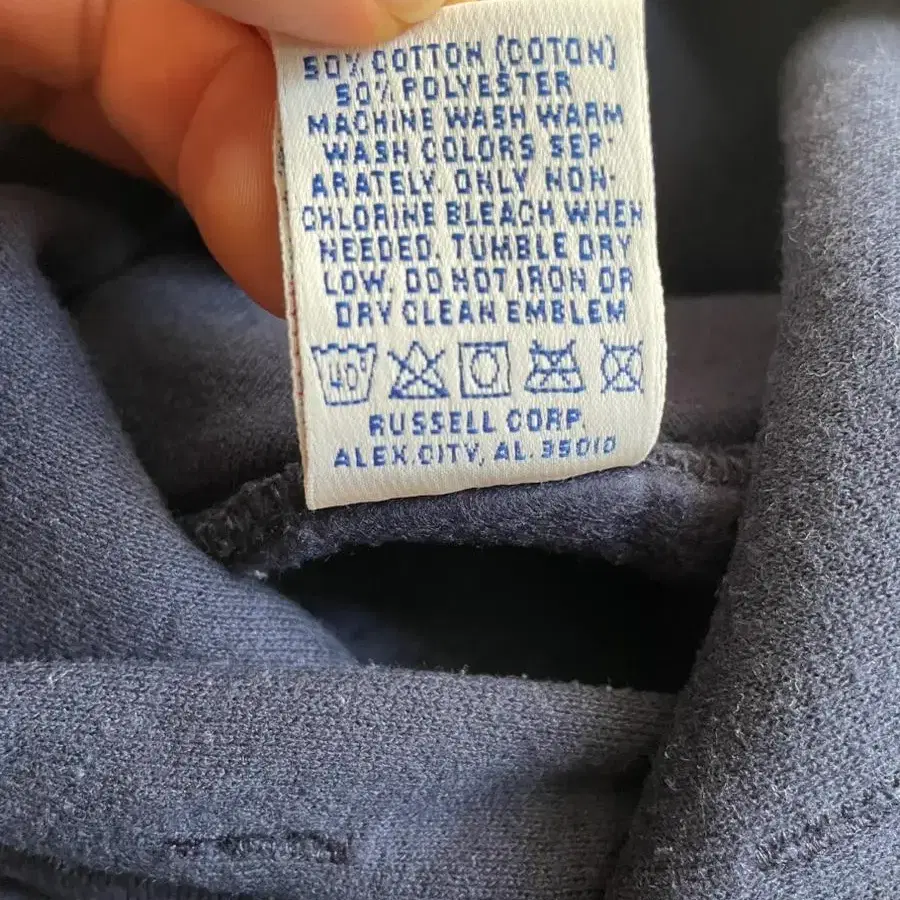 50% COTTON (COTON)
50% POLYESTER
MACHINE WASH WARM
WASH COLORS SEP-
ARATELY. ONLY NON-
CHLORINE BLEACH WHEN
NEEDED. TUMBLE DRY
LOW. DO NOT IRON OR
DRY CLEAN EMBLEM
40°
RUSSELL CORP.
ALEX.CITY, AL. 35010